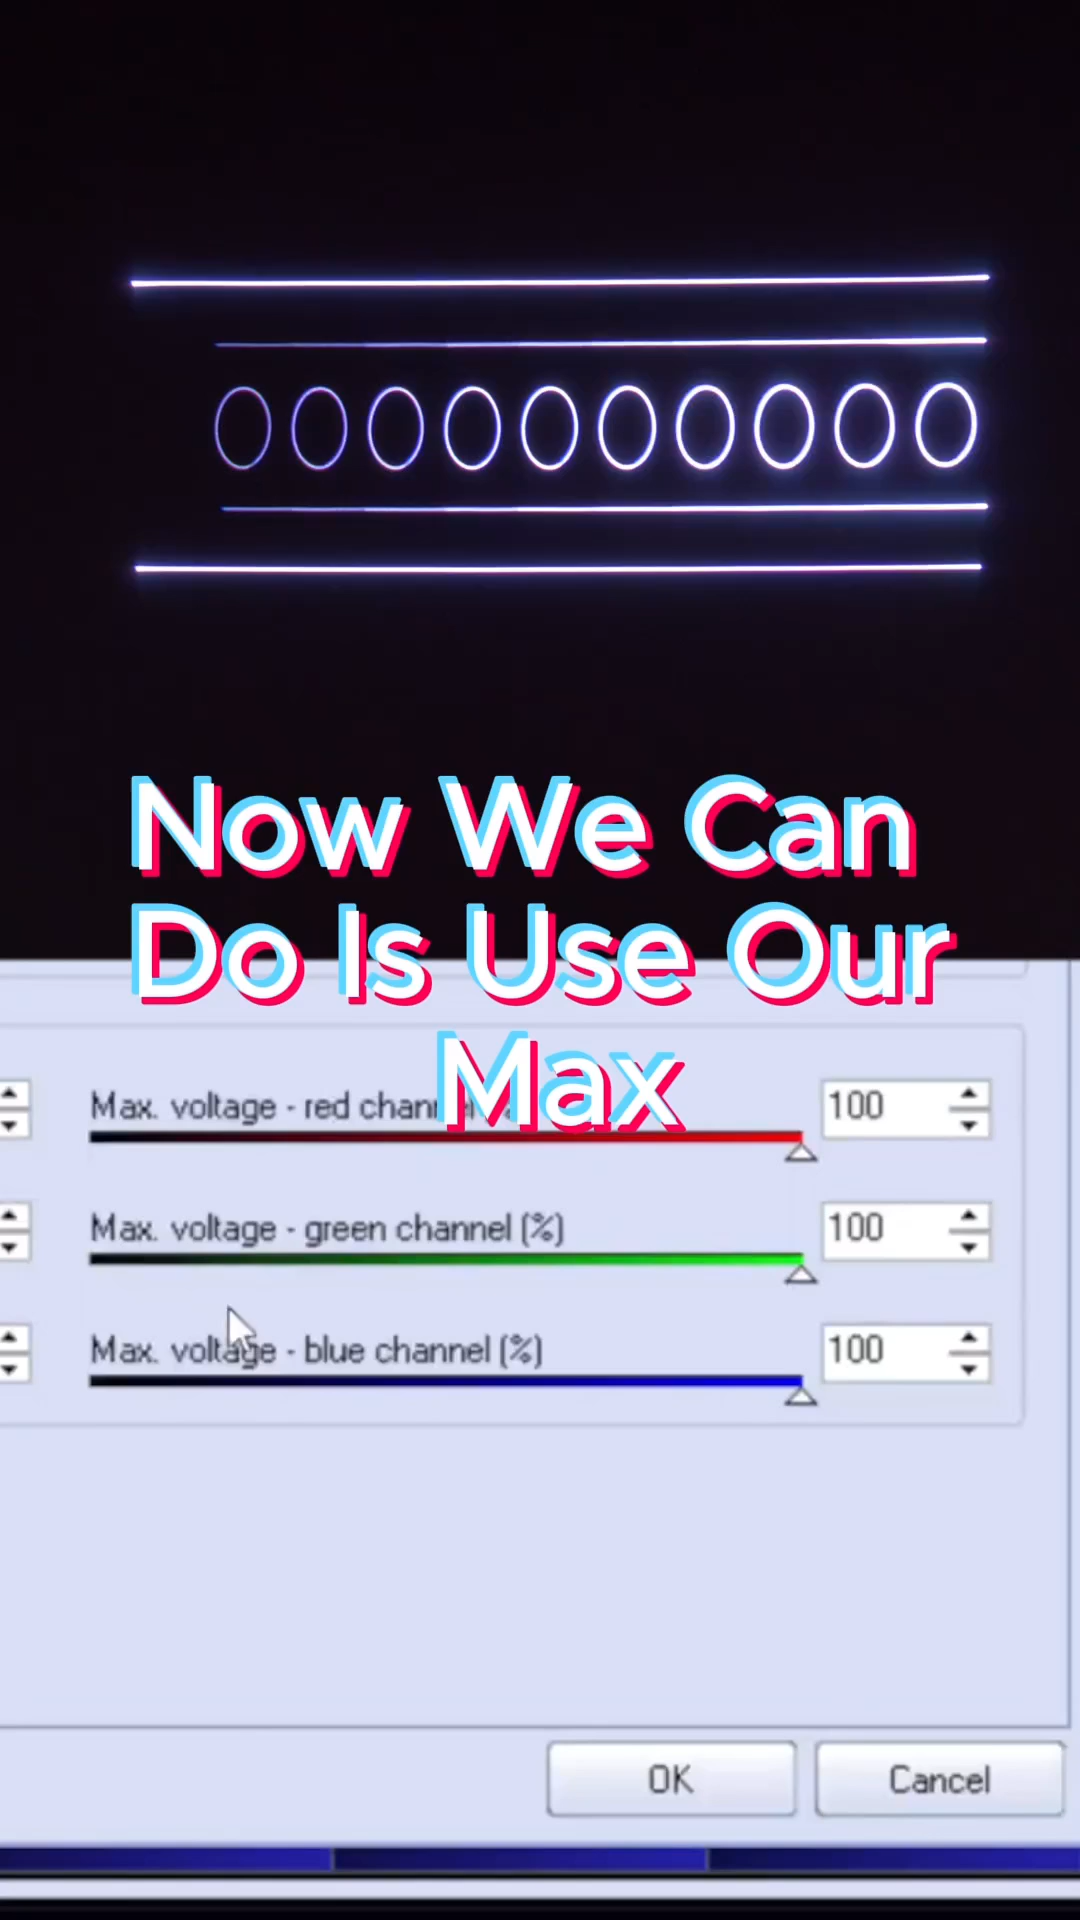 Now We Can
Do Is Use Our
Max
Max. voltage - red
100
Max. voltage - green channel (%)
100
Max. voltage - blue channel (%)
100
OK
Cancel